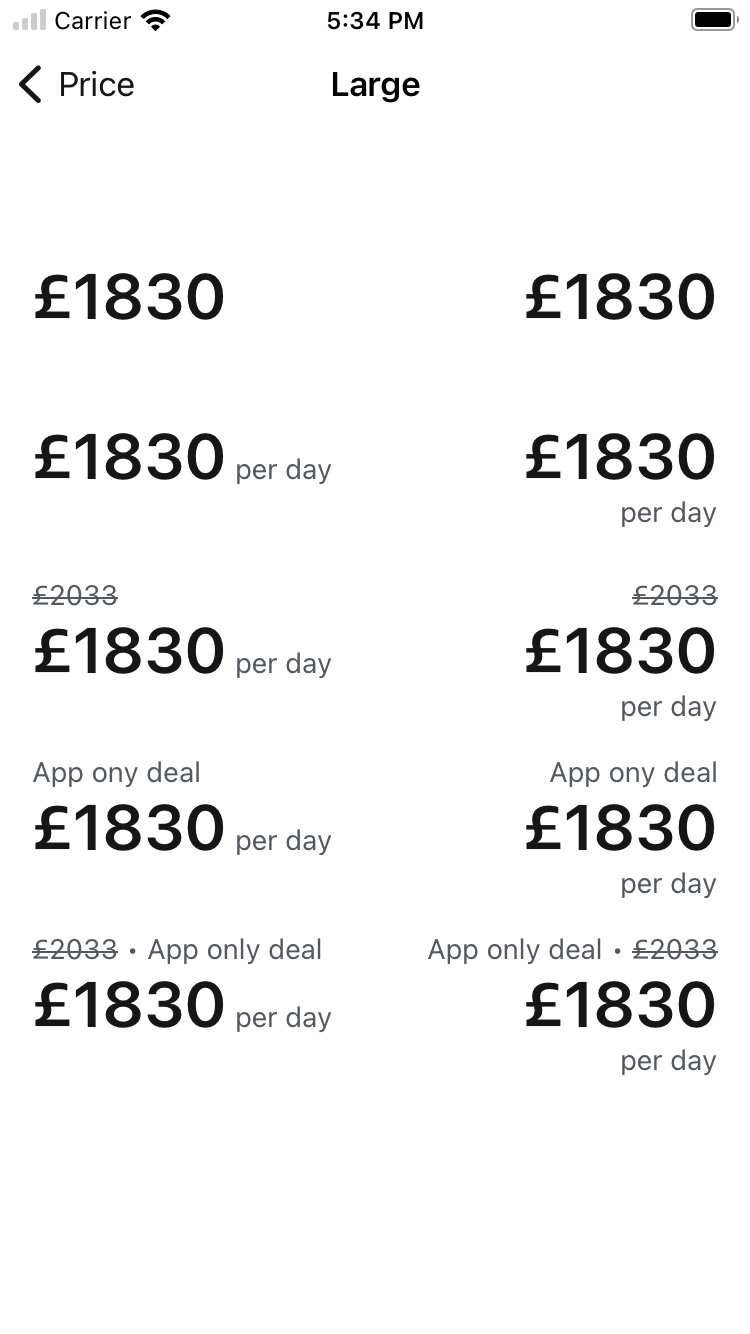 Carrier 5:34 PM
Price Large
£1830 £1830
£1830 per day £1830
per day
£2033 £2033
£1830 per day £1830
per day
App ony deal App ony deal
£1830 per day £1830
per day
£2033 • App only deal App only deal • £2033
£1830 per day £1830
per day